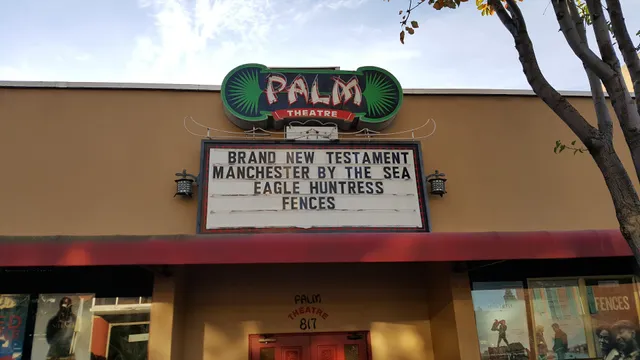 PALM
THEATRE
BRAND NEW TESTAMENT
MANCHESTER BY THE SEA
EAGLE HUNTRESS
FENCES
PALM
THEATRE
817
FENCES